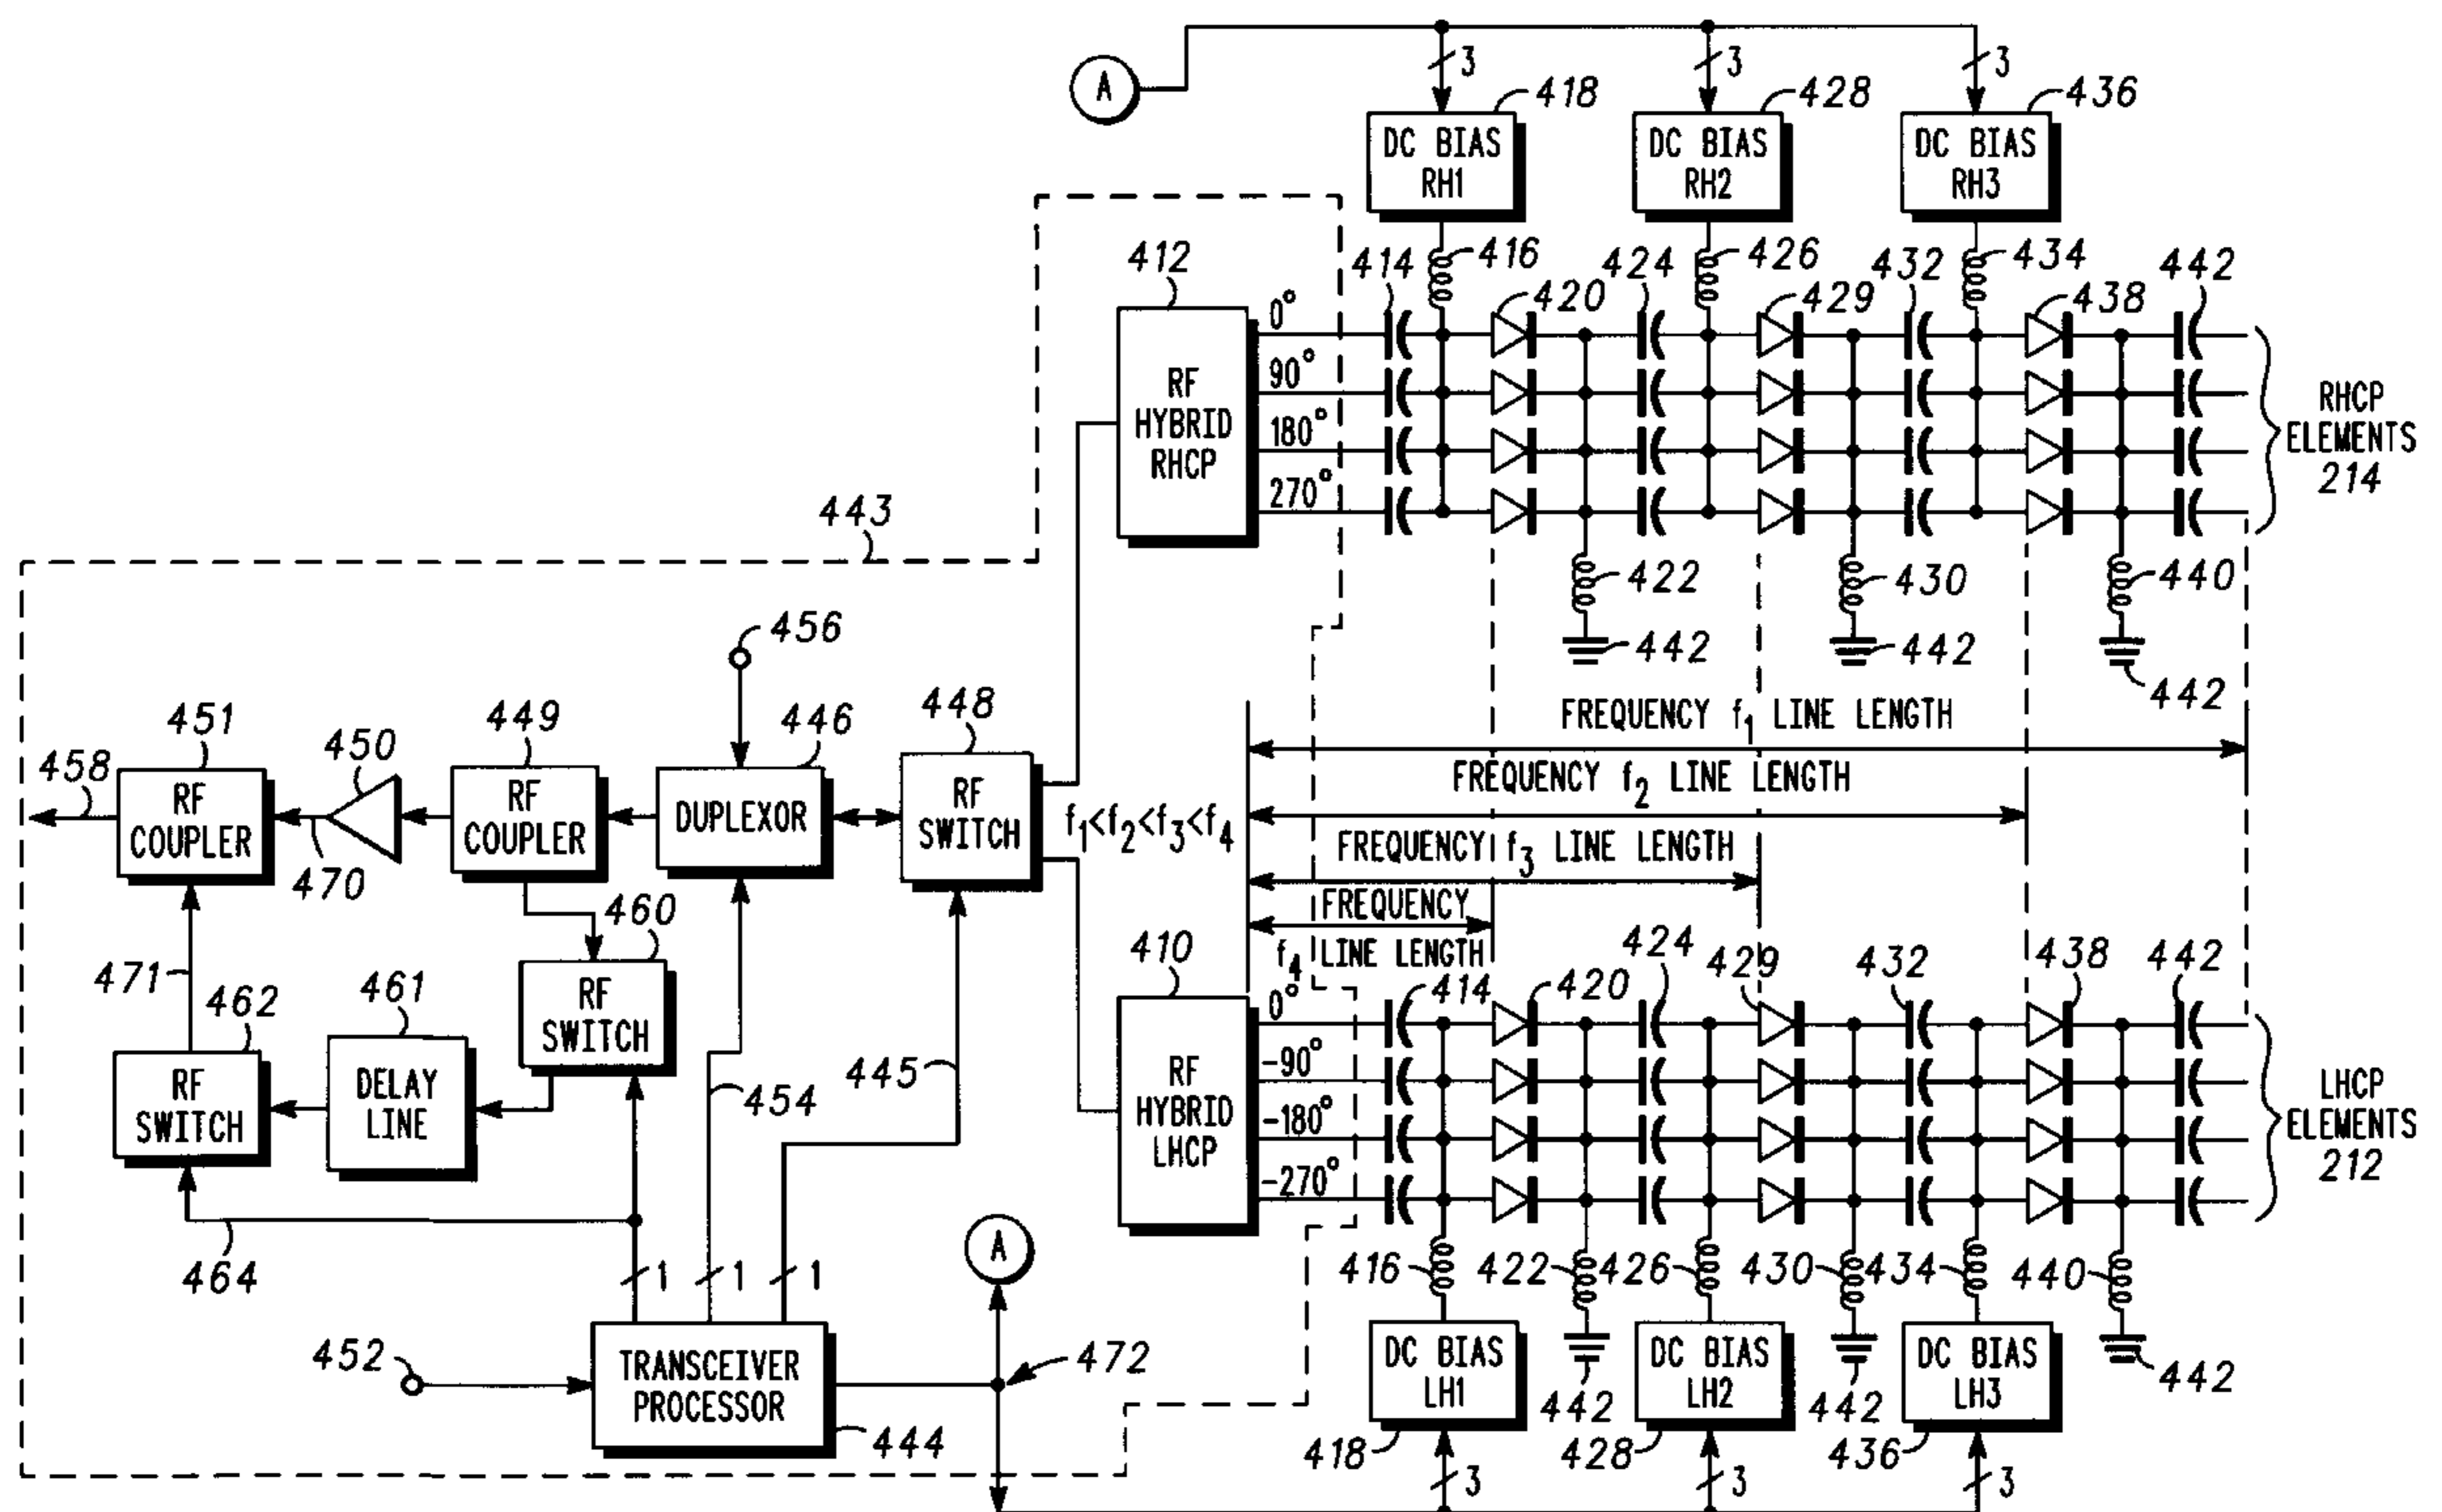 A
3
3
3
418
428
436
DC BIAS
RH1
DC BIAS
RH2
DC BIAS
RH3
412
414
416
424
426
432
434
442
420
429
438
RF
HYBRID
RHCP
0°
90°
180°
270°
RHCP
ELEMENTS
214
443
422
430
440
442
442
442
456
451
450
449
446
448
458
RF
COUPLER
470
RF
COUPLER
DUPLEXOR
RF
SWITCH
f1<f2<f3<f4
FREQUENCY f1 LINE LENGTH
FREQUENCY f2 LINE LENGTH
FREQUENCY f3 LINE LENGTH
FREQUENCY
f4 LINE LENGTH
460
471
462
461
RF
SWITCH
445
454
RF
SWITCH
DELAY
LINE
464
1
1
1
410
RF
HYBRID
LHCP
0°
-90°
-180°
-270°
414
420
424
429
432
438
442
LHCP
ELEMENTS
212
416
422
426
430
434
440
A
452
TRANSCEIVER
PROCESSOR
444
472
DC BIAS
LH1
DC BIAS
LH2
DC BIAS
LH3
442
442
442
418
428
436
3
3
3